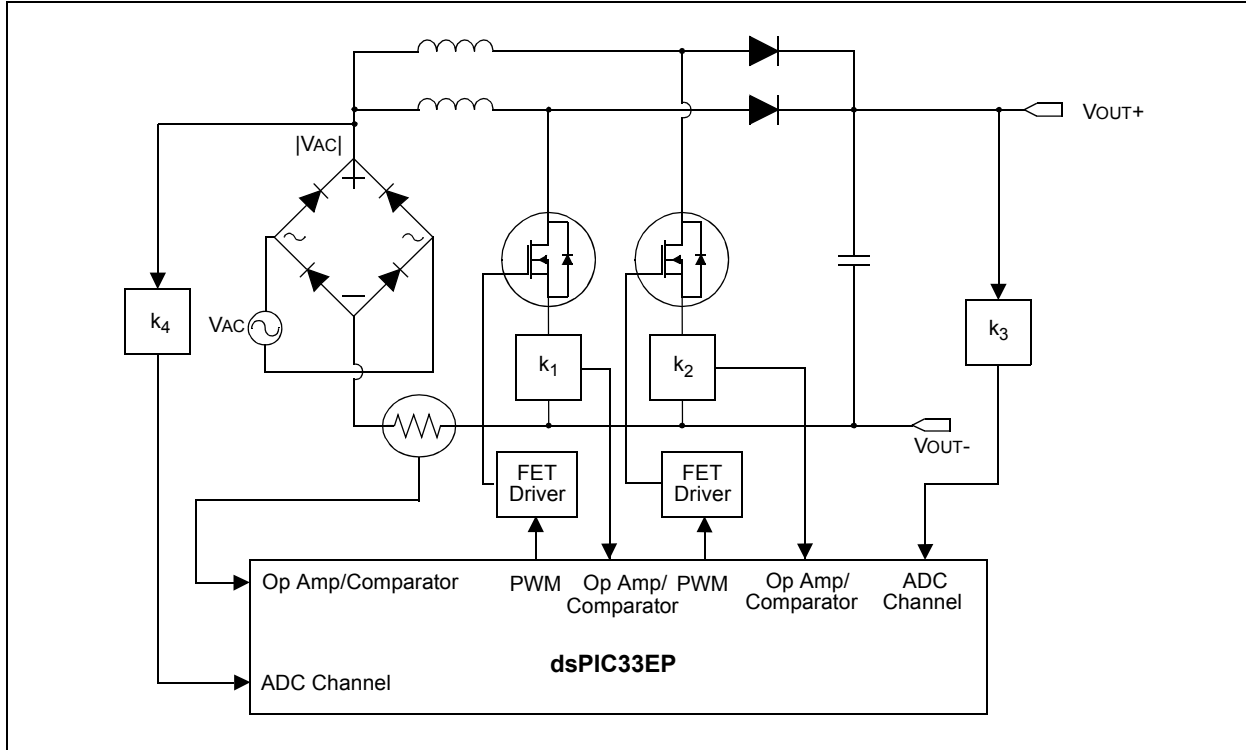 VOUT+
|VAC|
k4
VAC
k1
k2
k3
VOUT-
FET
Driver
FET
Driver
Op Amp/Comparator
PWM
Op Amp/
Comparator
PWM
Op Amp/
Comparator
ADC
Channel
dsPIC33EP
ADC Channel